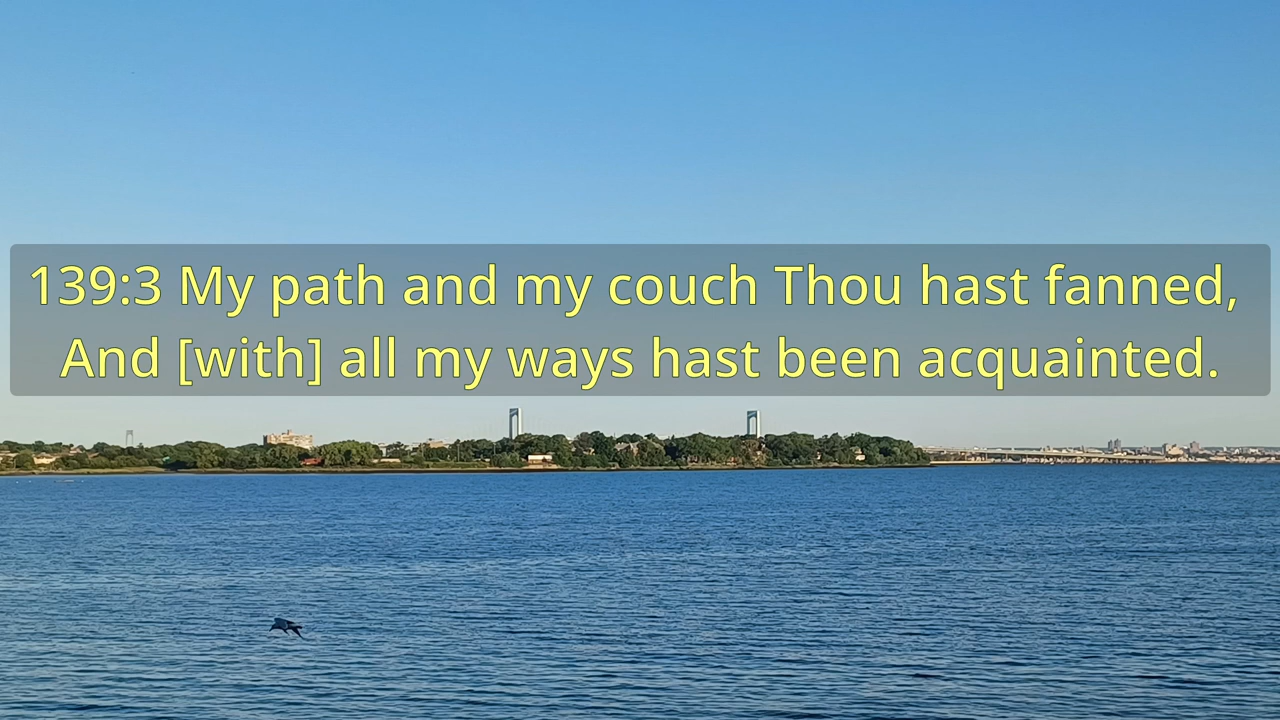 139:3 My path and my couch Thou hast fanned,
And [with] all my ways hast been acquainted.